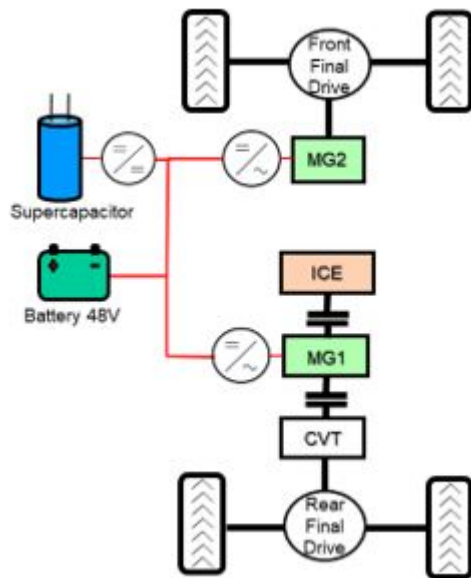 Front
Final
Drive
MG2
Supercapacitor
Battery 48V
ICE
MG1
CVT
Rear
Final
Drive